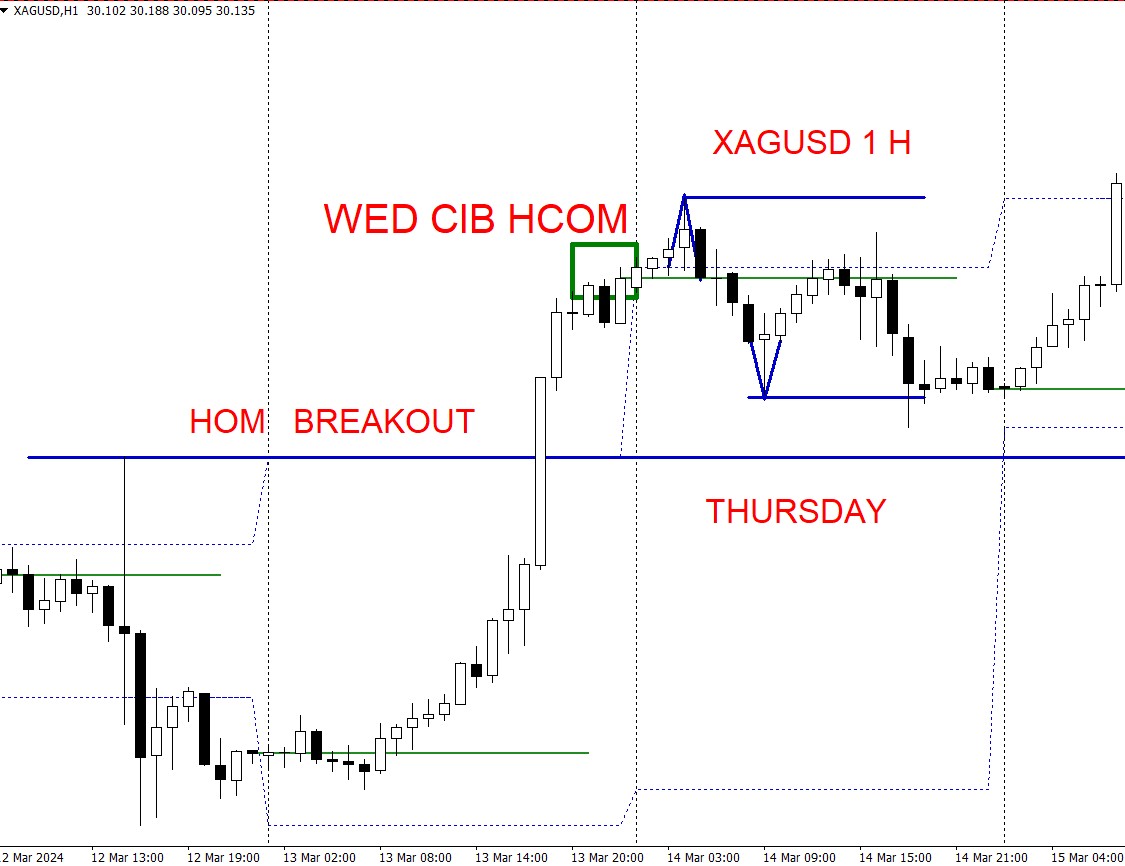 XAGUSD,H1 30.102 30.188 30.095 30.135
XAGUSD 1 H
WED CIB HCOM
HOM BREAKOUT
THURSDAY
2 Mar 2024 12 Mar 13:00 12 Mar 19:00 13 Mar 02:00 13 Mar 08:00 13 Mar 14:00 13 Mar 20:00 14 Mar 03:00 14 Mar 09:00 14 Mar 15:00 14 Mar 21:00 15 Mar 04:00